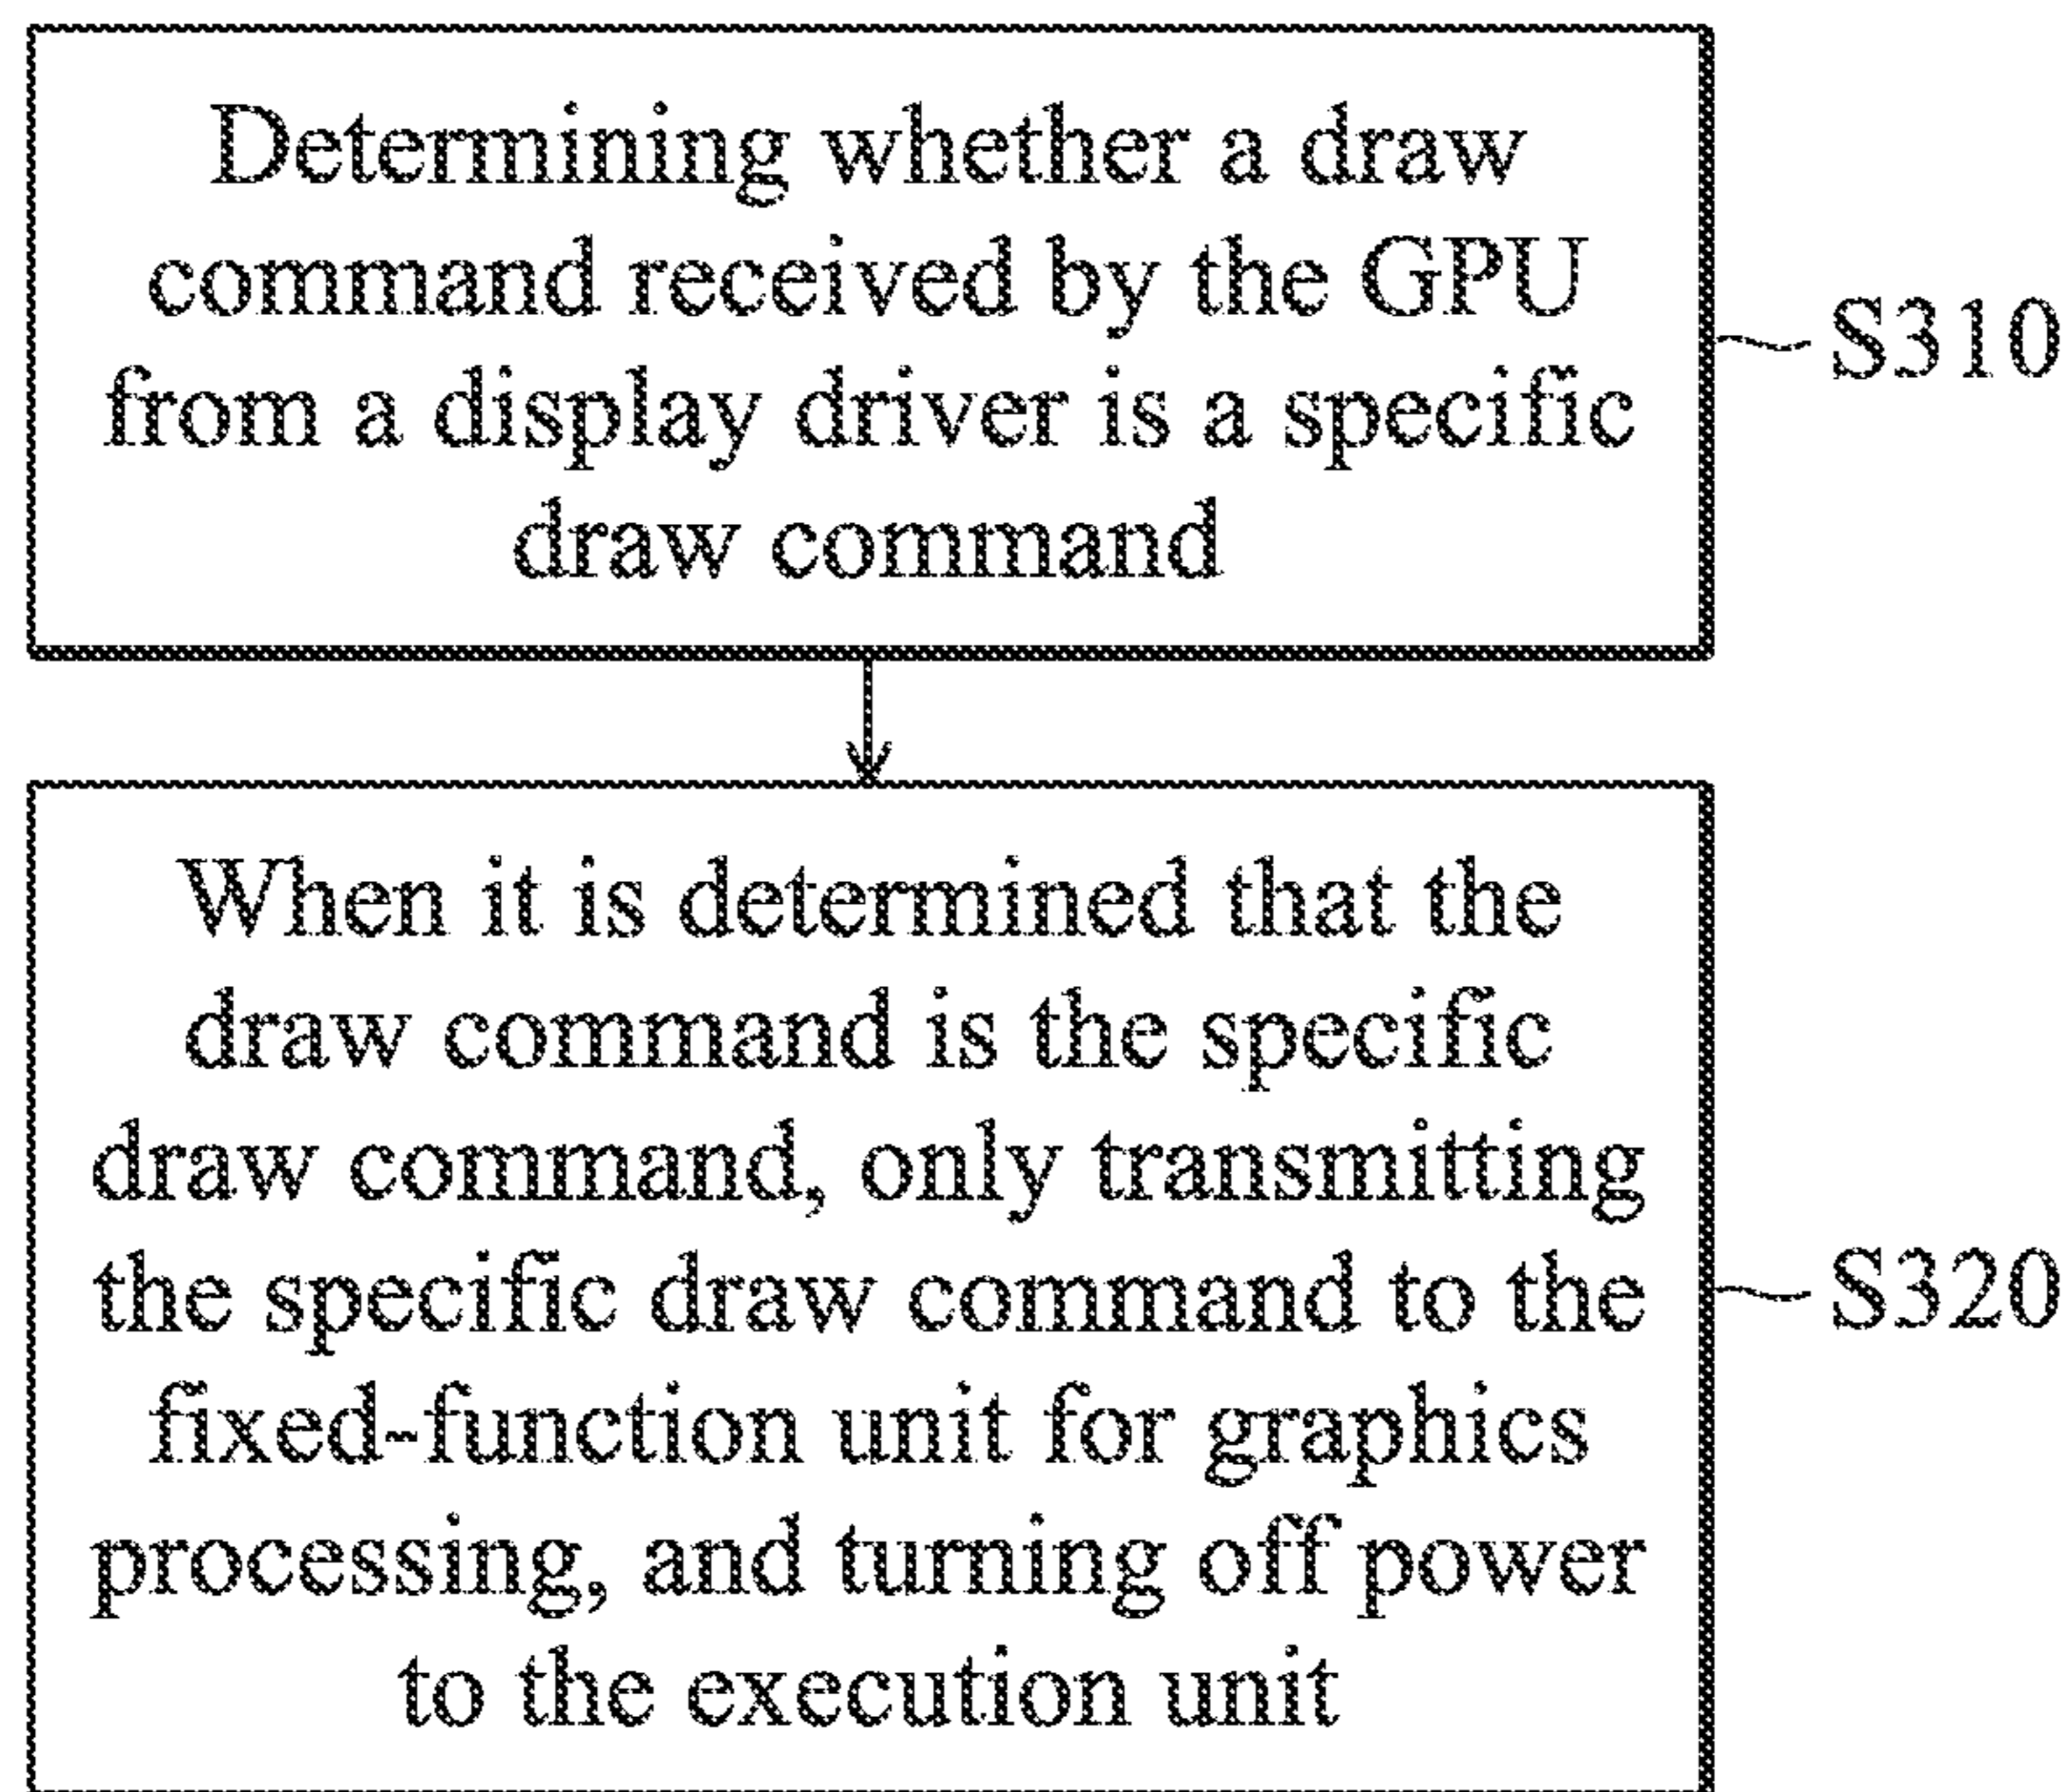 Determining whether a draw
command received by the GPU
from a display driver is a specific
draw command
S310
When it is determined that the
draw command is the specific
draw command, only transmitting
the specific draw command to the
fixed-function unit for graphics
processing, and turning off power
to the execution unit
S320